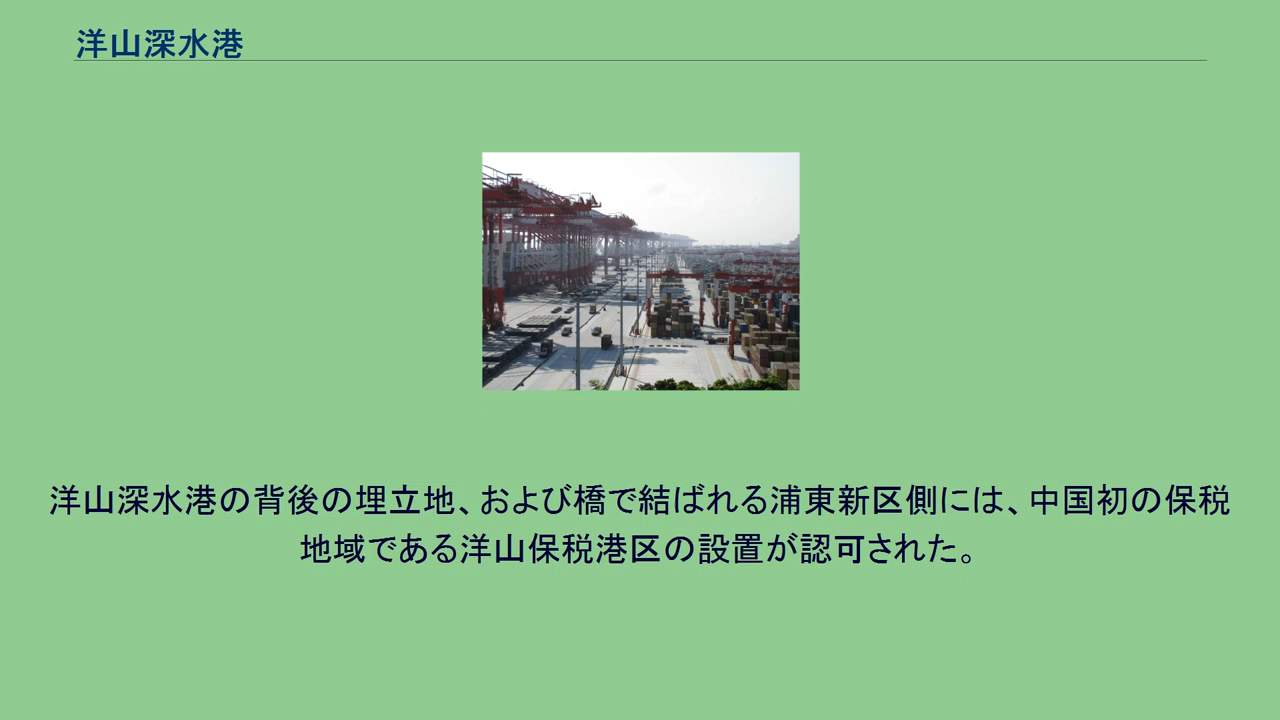 洋山深水港
洋山深水港の背後の埋立地、および橋で結ばれる浦東新区側には、中国初の保税
地域である洋山保税港区の設置が認可された。